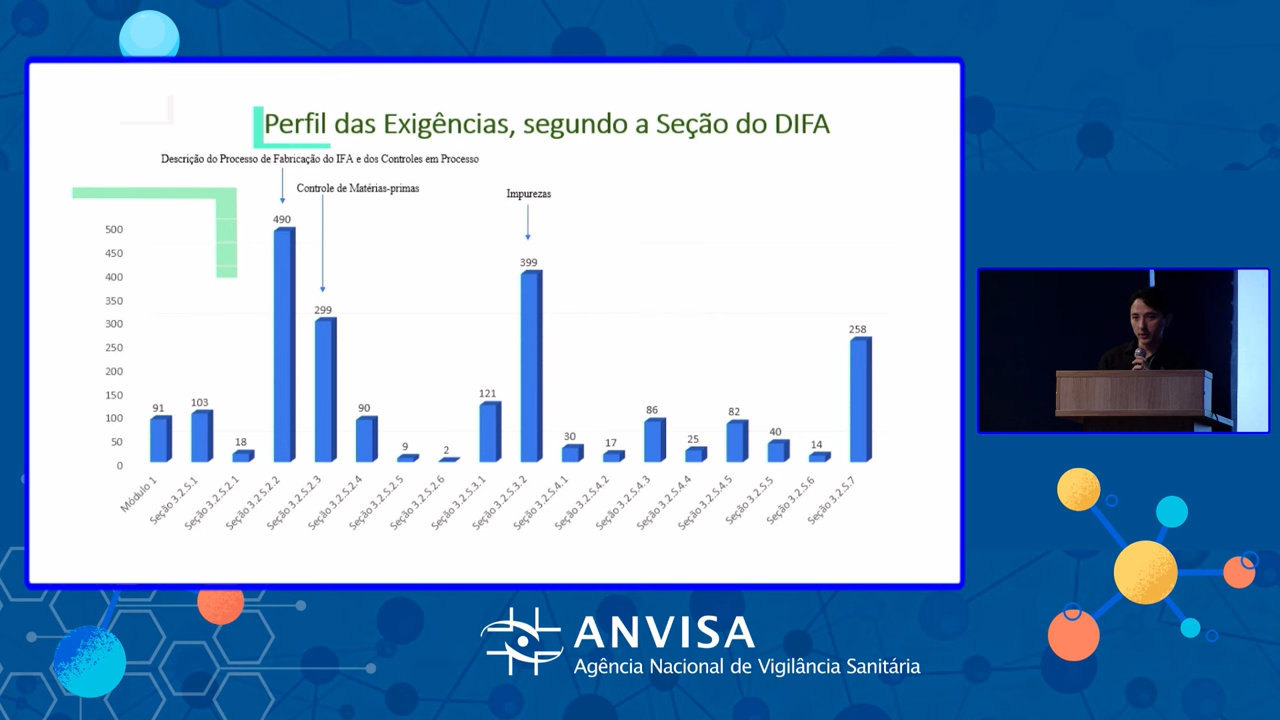 Perfil das Exigências, segundo a Seção do DIFA
Descrição do Processo de Fabricação do IFA e dos Controles em Processo
Controle de Matérias-primas
Impurezas
500
450
400
350
300
250
200
150
100
50
0
91
103
18
490
299
90
9
2
121
399
30
17
86
25
82
40
14
258
Módulo 1
Seção 3.2.S.1
Seção 3.2.S.2.1
Seção 3.2.S.2.2
Seção 3.2.S.2.3
Seção 3.2.S.2.4
Seção 3.2.S.2.5
Seção 3.2.S.2.6
Seção 3.2.S.3.1
Seção 3.2.S.3.2
Seção 3.2.S.4.1
Seção 3.2.S.4.2
Seção 3.2.S.4.3
Seção 3.2.S.4.4
Seção 3.2.S.4.5
Seção 3.2.S.5
Seção 3.2.S.6
Seção 3.2.S.7
ANVISA
Agência Nacional de Vigilância Sanitária